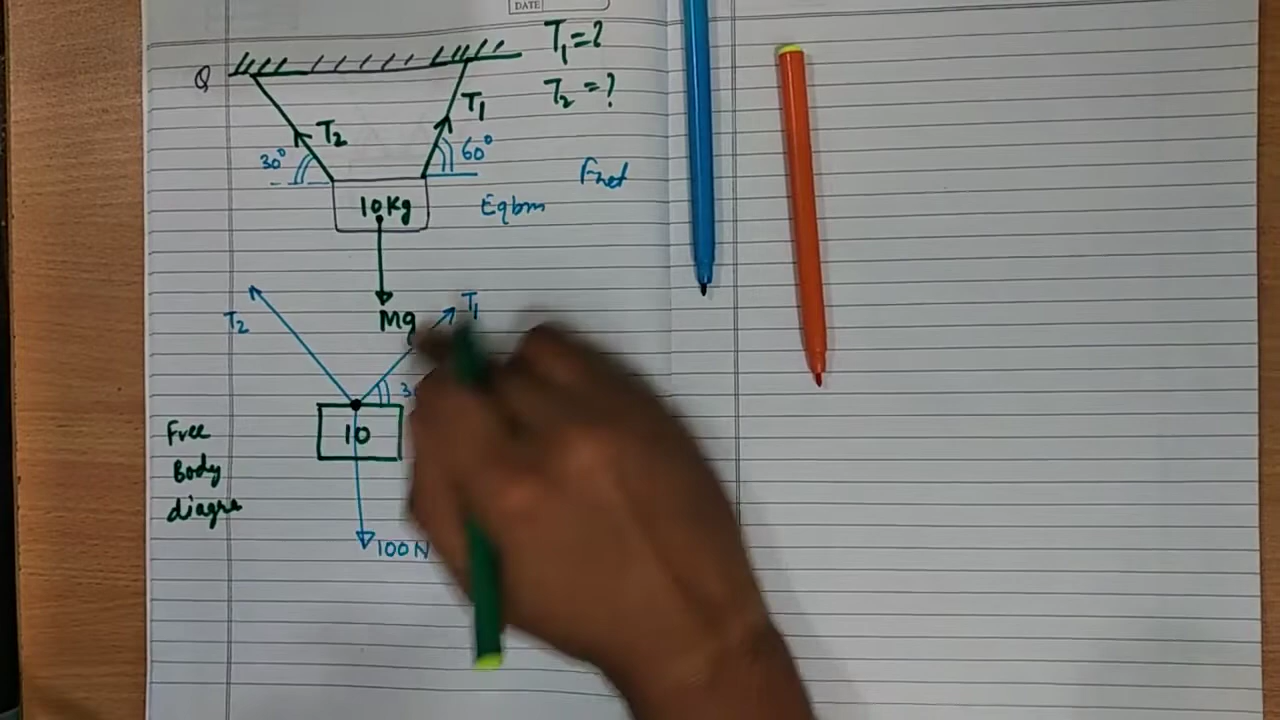 DATE
Q
T₁=?
T₂=?
T₁
T₂
30°
60°
Fnet
10Kg
Eqbm
Mg
T₁
T₂
10
Free
Body
diagra
100N